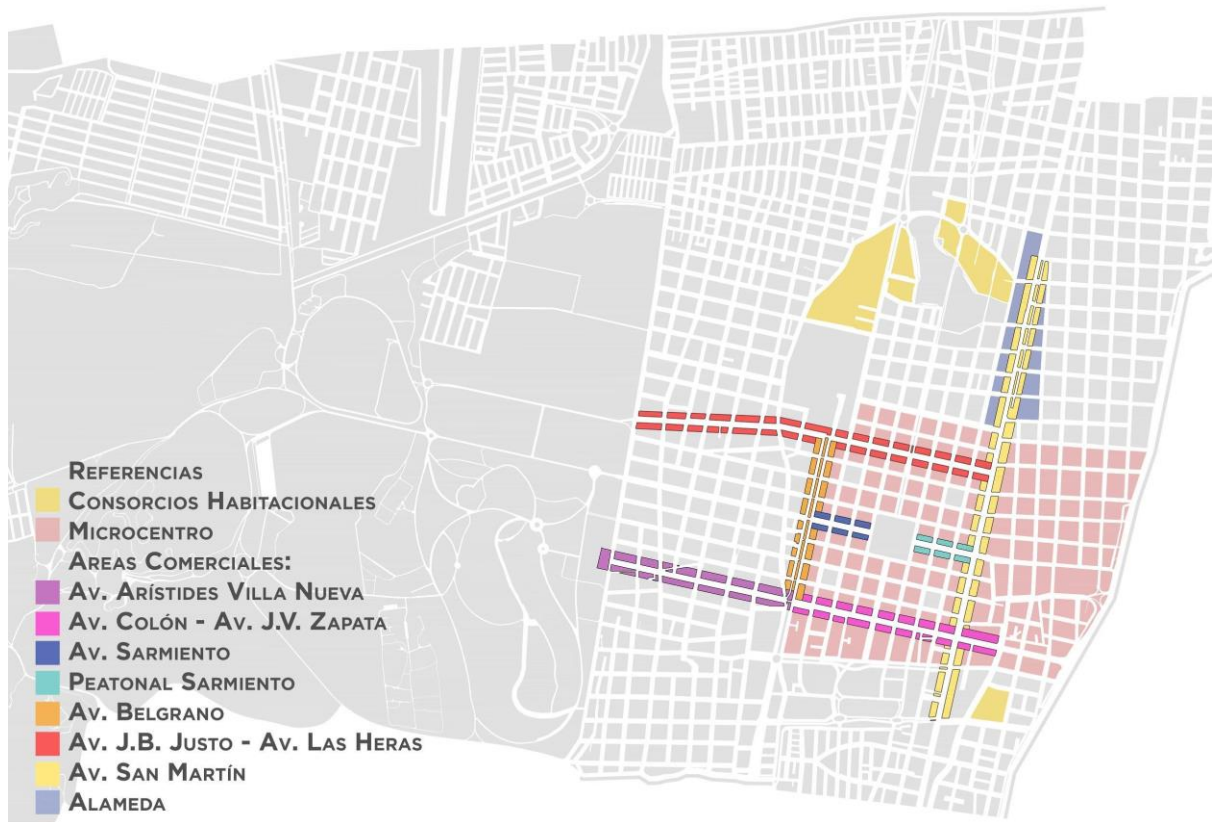 Referencias
Consorcios Habitacionales
Microcentro
Areas Comerciales:
Av. Arístides Villa Nueva
Av. Colón - Av. J.V. Zapata
Av. Sarmiento
Peatonal Sarmiento
Av. Belgrano
Av. J.B. Justo - Av. Las Heras
Av. San Martín
Alameda